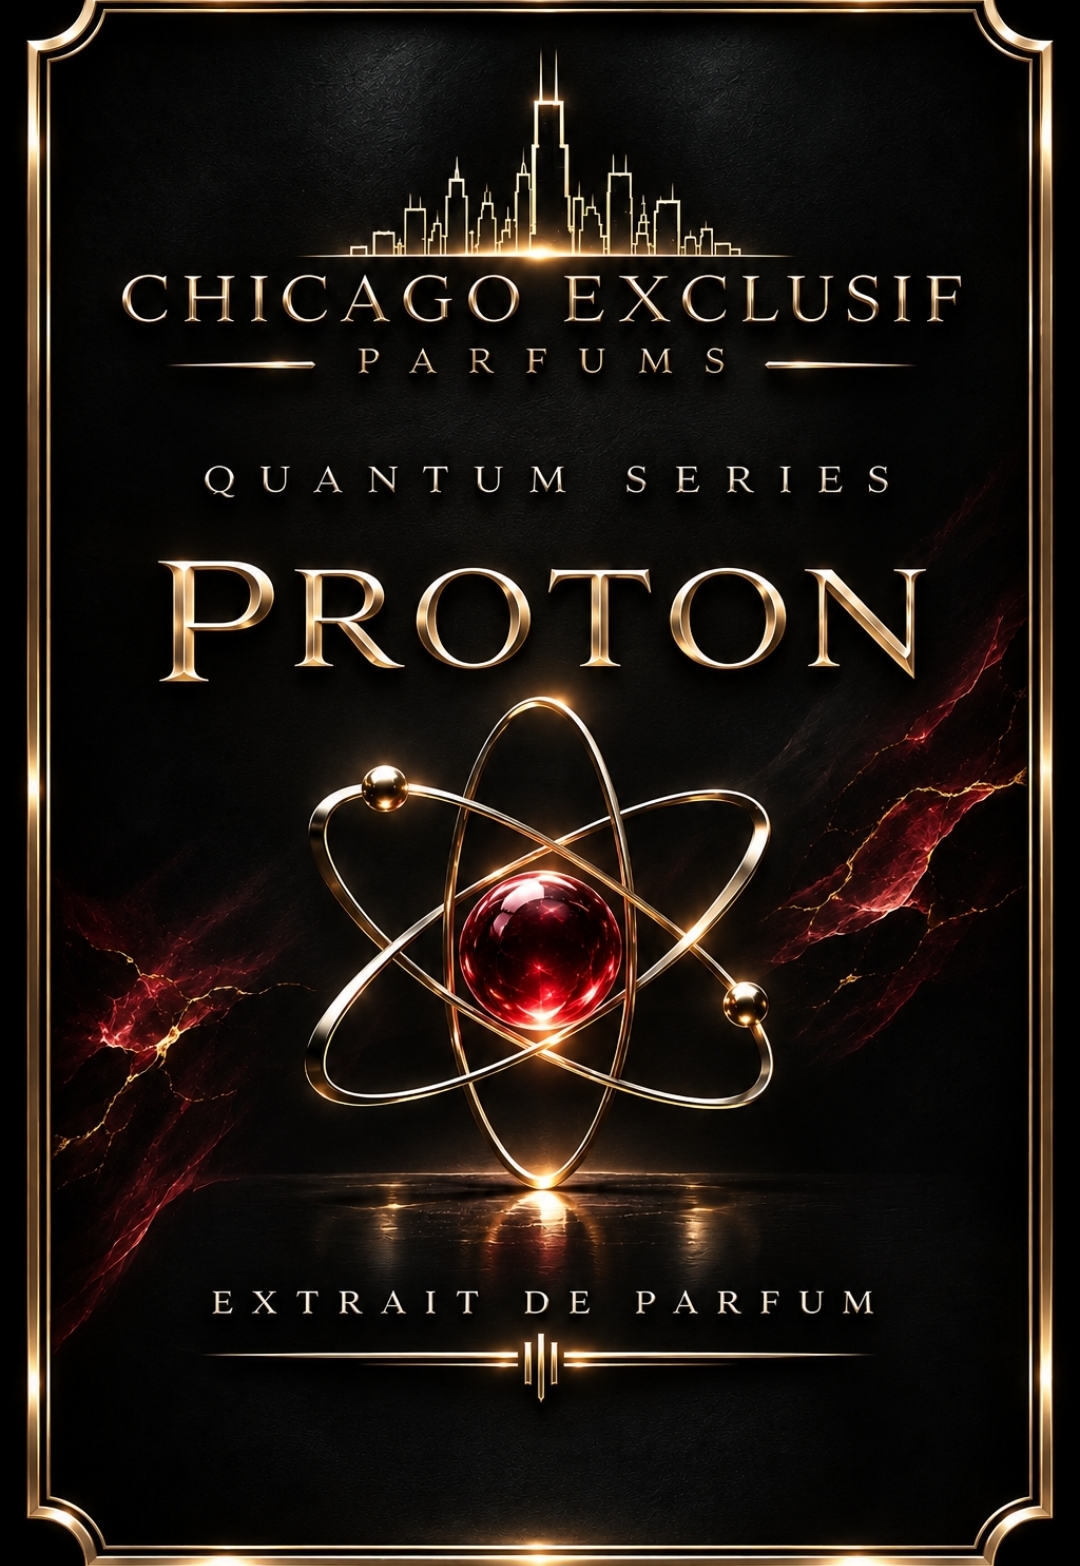 CHICAGO EXCLUSIF
PARFUMS
QUANTUM SERIES
PROTON
EXTRAIT DE PARFUM